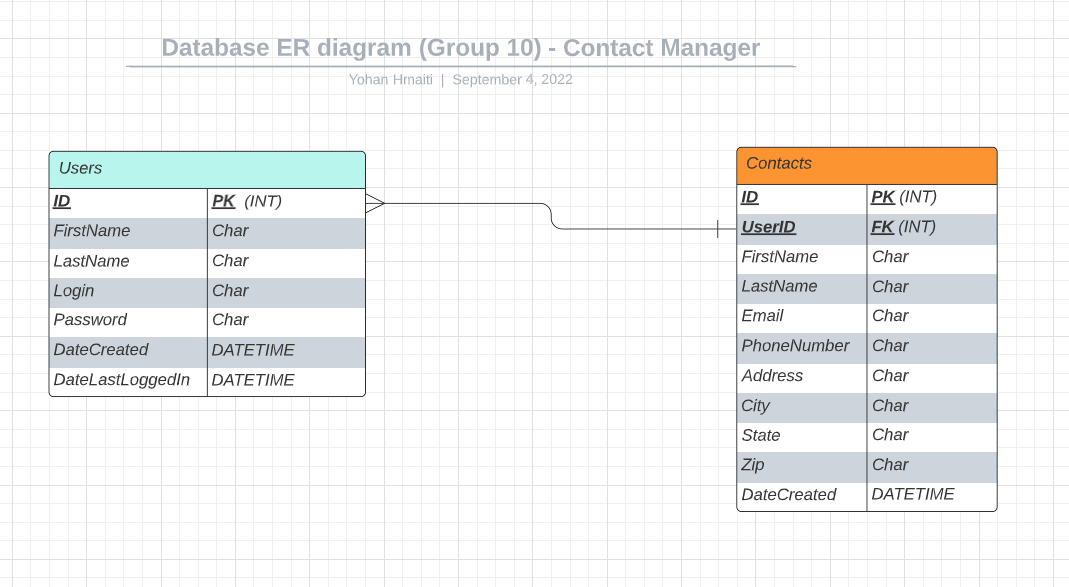 Database ER diagram (Group 10) - Contact Manager
Yohan Hmaiti | September 4, 2022
Users
ID PK (INT)
FirstName Char
LastName Char
Login Char
Password Char
DateCreated DATETIME
DateLastLoggedIn DATETIME
Contacts
ID PK (INT)
UserID FK (INT)
FirstName Char
LastName Char
Email Char
PhoneNumber Char
Address Char
City Char
State Char
Zip Char
DateCreated DATETIME